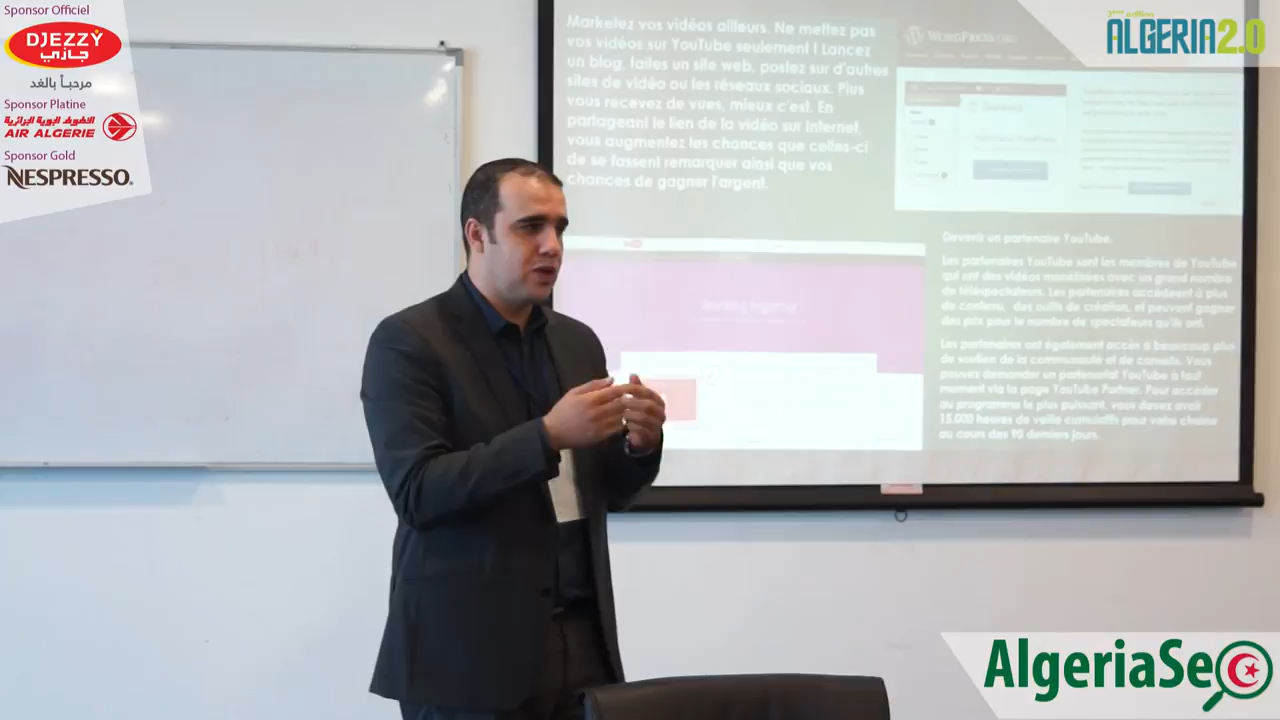 Sponsor Officiel
DJEZZY
جازي
مرحباً بالغد
Sponsor Platine
الخطوط الجوية الجزائرية
AIR ALGERIE
Sponsor Gold
NESPRESSO.
Marketez vos vidéos ailleurs. Ne mettez pas
vos vidéos sur YouTube seulement ! Lancez
un blog, faites un site web, postez sur d'autres
sites de vidéo ou les réseaux sociaux. Plus
vous recevez de vues, mieux c'est. En
partageant le lien de la vidéo sur Internet,
vous augmentez les chances que celles-ci
de se fassent remarquer ainsi que vos
chances de gagner l'argent.
WORDPRESS.ORG
édition
ALGERIA2.0
Devenir un partenaire YouTube.
Les partenaires YouTube sont les membres de YouTube
qui ont des vidéos monétisées avec un grand nombre
de téléspectateurs. Les partenaires accèdent à plus
de contenu, des outils de création, et peuvent gagner
des prix pour le nombre de spectateurs qu'ils ont.
Les partenaires ont également accès à beaucoup plus
de soutien de la communauté et de conseils. Vous
pouvez demander un partenariat YouTube à tout
moment via la page YouTube Partner. Pour accéder
au programme le plus puissant, vous devez avoir
15.000 heures de veille cumulatifs pour votre chaîne
au cours des 90 derniers jours.
AlgeriaSeo